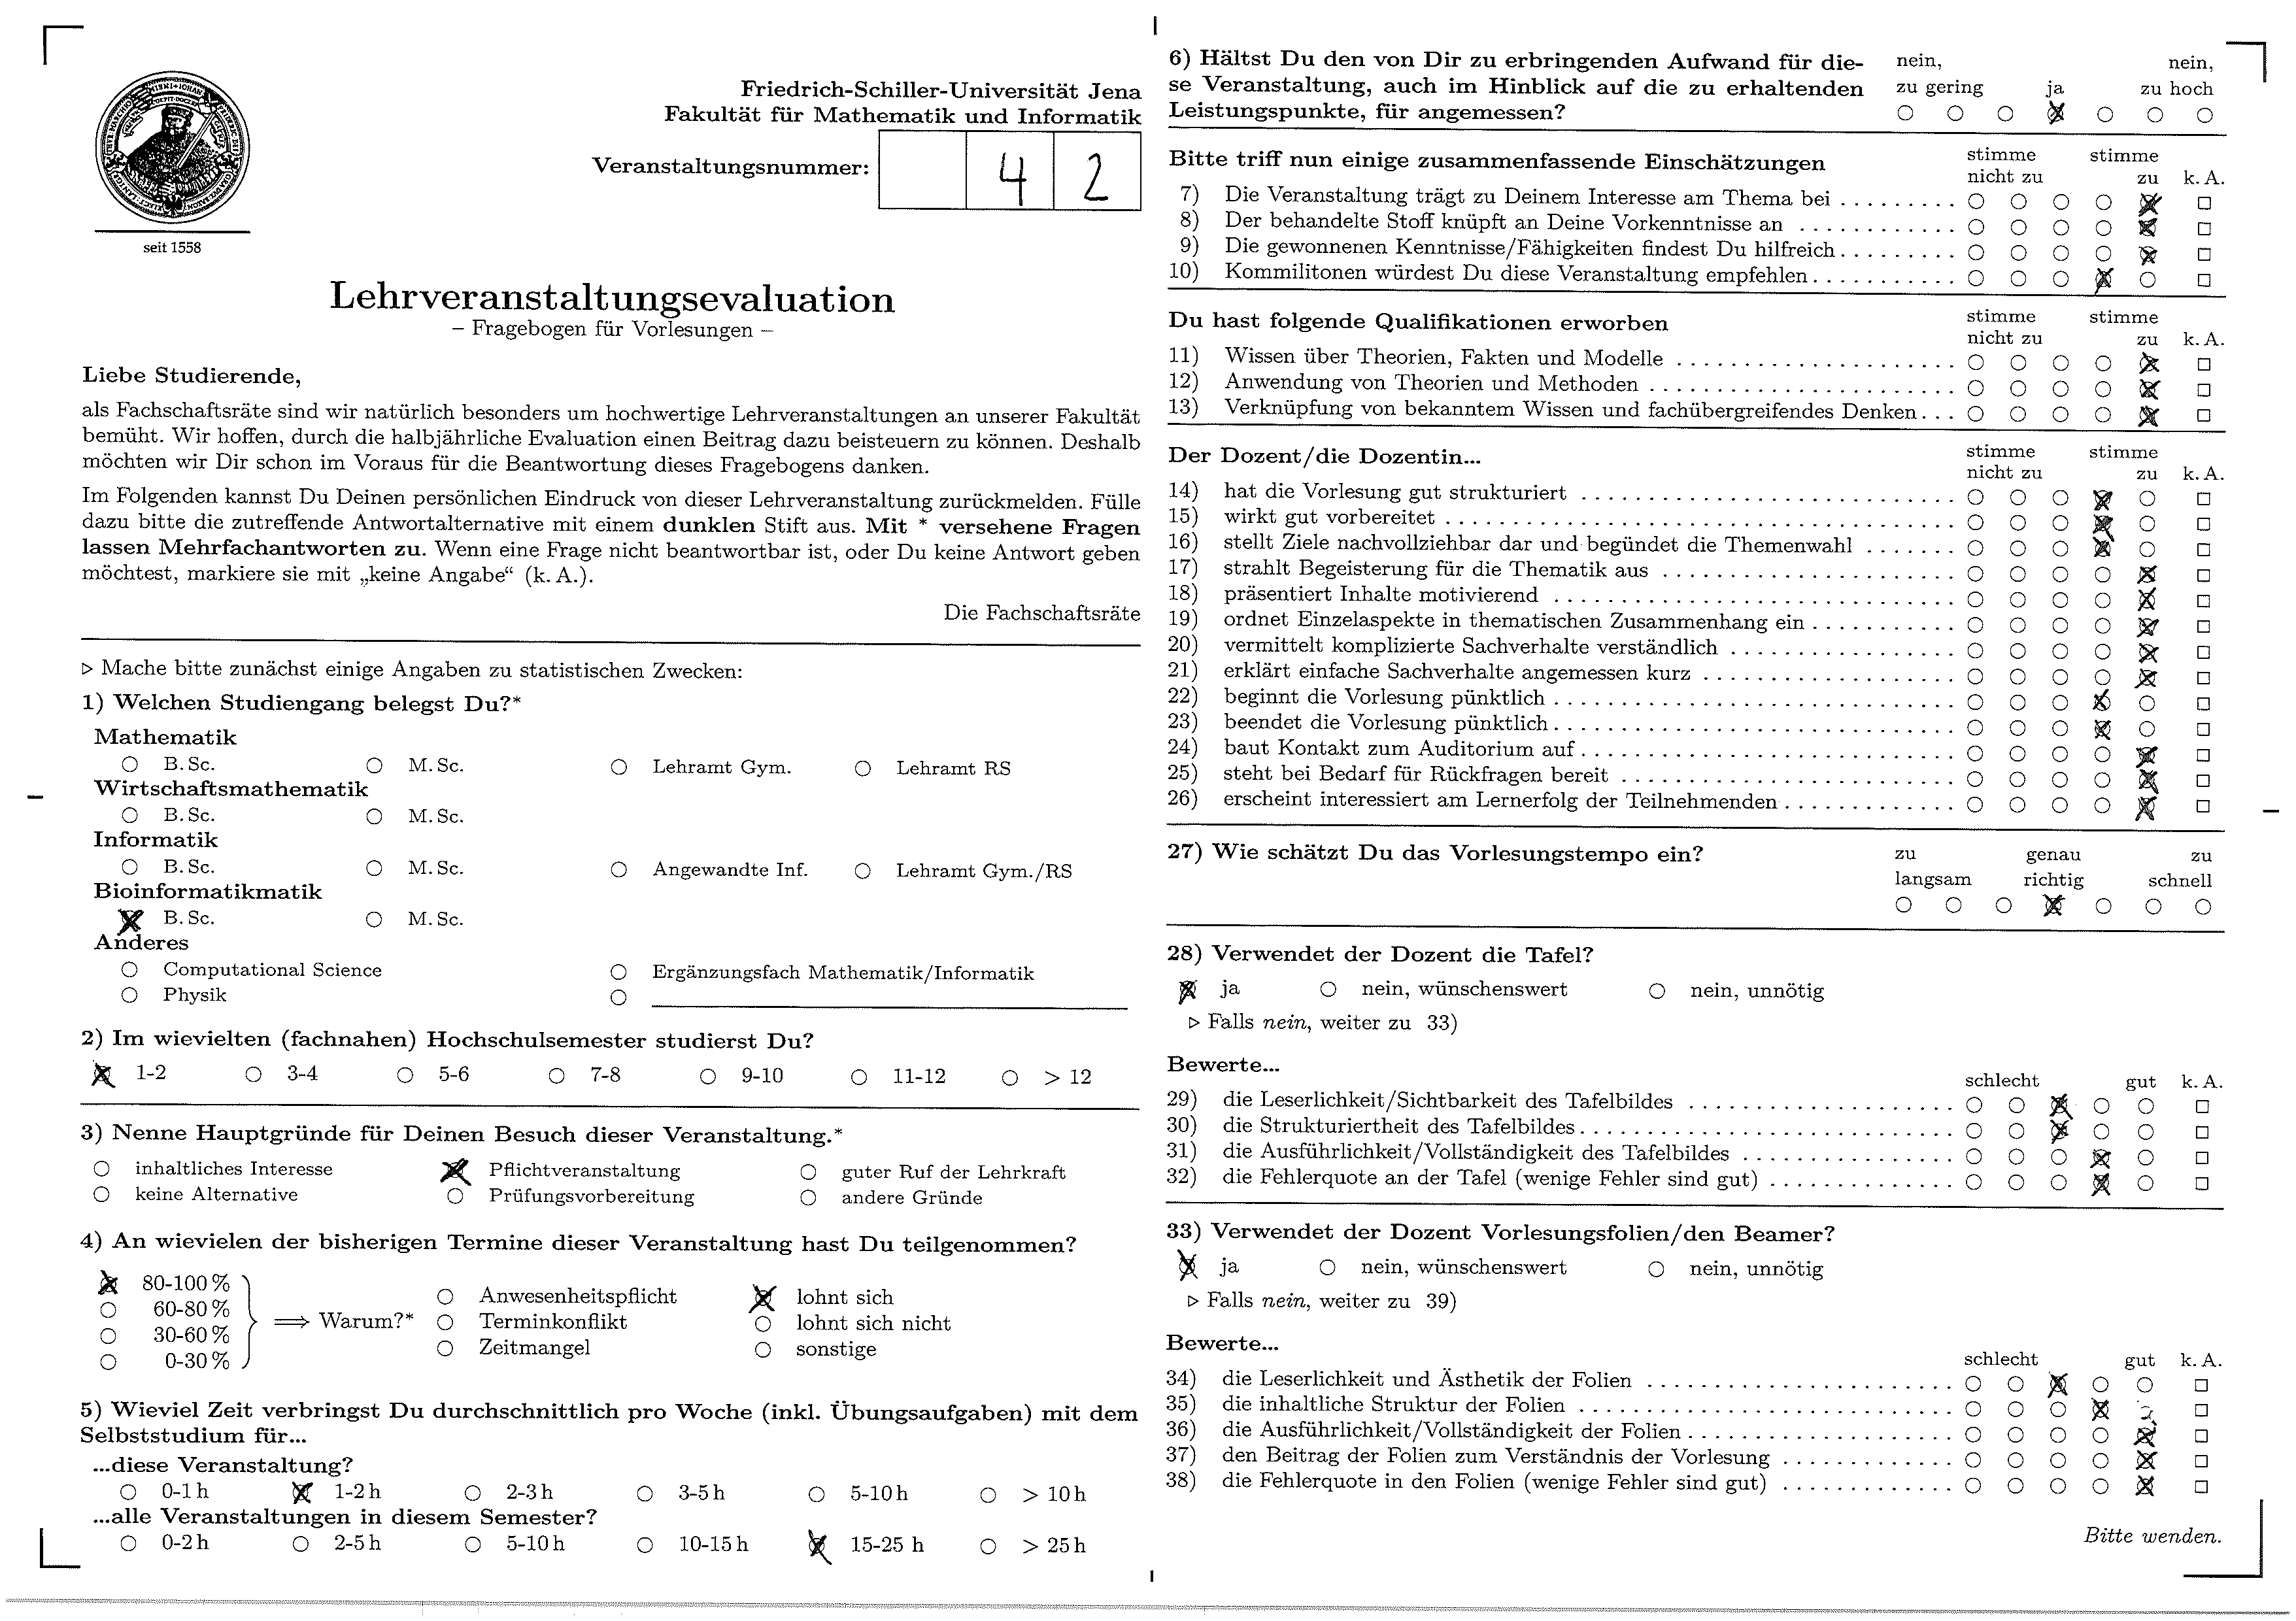 seit 1558
Friedrich-Schiller-Universität Jena
Fakultät für Mathematik und Informatik
Veranstaltungsnummer: 4 2
Lehrveranstaltungsevaluation
– Fragebogen für Vorlesungen –
Liebe Studierende,
als Fachschaftsräte sind wir natürlich besonders um hochwertige Lehrveranstaltungen an unserer Fakultät
bemüht. Wir hoffen, durch die halbjährliche Evaluation einen Beitrag dazu beisteuern zu können. Deshalb
möchten wir Dir schon im Voraus für die Beantwortung dieses Fragebogens danken.
Im Folgenden kannst Du Deinen persönlichen Eindruck von dieser Lehrveranstaltung zurückmelden. Fülle
dazu bitte die zutreffende Antwortalternative mit einem dunklen Stift aus. Mit * versehene Fragen
lassen Mehrfachantworten zu. Wenn eine Frage nicht beantwortbar ist, oder Du keine Antwort geben
möchtest, markiere sie mit „keine Angabe“ (k. A.).
Die Fachschaftsräte
▷ Mache bitte zunächst einige Angaben zu statistischen Zwecken:
1) Welchen Studiengang belegst Du?*
Mathematik
B. Sc. M. Sc. Lehramt Gym. Lehramt RS
Wirtschaftsmathematik
B. Sc. M. Sc.
Informatik
B. Sc. M. Sc. Angewandte Inf. Lehramt Gym./RS
Bioinformatikmatik
B. Sc. M. Sc.
Anderes
Computational Science Ergänzungsfach Mathematik/Informatik
Physik
2) Im wievielten (fachnahen) Hochschulsemester studierst Du?
1-2 3-4 5-6 7-8 9-10 11-12 > 12
3) Nenne Hauptgründe für Deinen Besuch dieser Veranstaltung.*
inhaltliches Interesse Pflichtveranstaltung guter Ruf der Lehrkraft
keine Alternative Prüfungsvorbereitung andere Gründe
4) An wievielen der bisherigen Termine dieser Veranstaltung hast Du teilgenommen?
80-100 %
60-80 %
30-60 %
0-30 %
⟹ Warum?*
Anwesenheitspflicht lohnt sich
Terminkonflikt lohnt sich nicht
Zeitmangel sonstige
5) Wieviel Zeit verbringst Du durchschnittlich pro Woche (inkl. Übungsaufgaben) mit dem
Selbststudium für...
...diese Veranstaltung?
0-1 h 1-2 h 2-3 h 3-5 h 5-10 h > 10 h
...alle Veranstaltungen in diesem Semester?
0-2 h 2-5 h 5-10 h 10-15 h 15-25 h > 25 h
6) Hältst Du den von Dir zu erbringenden Aufwand für die-
se Veranstaltung, auch im Hinblick auf die zu erhaltenden
Leistungspunkte, für angemessen?
nein, nein,
zu gering ja zu hoch
Bitte triff nun einige zusammenfassende Einschätzungen
stimme stimme
nicht zu zu k. A.
7) Die Veranstaltung trägt zu Deinem Interesse am Thema bei
8) Der behandelte Stoff knüpft an Deine Vorkenntnisse an
9) Die gewonnenen Kenntnisse/Fähigkeiten findest Du hilfreich
10) Kommilitonen würdest Du diese Veranstaltung empfehlen
Du hast folgende Qualifikationen erworben
stimme stimme
nicht zu zu k. A.
11) Wissen über Theorien, Fakten und Modelle
12) Anwendung von Theorien und Methoden
13) Verknüpfung von bekanntem Wissen und fachübergreifendes Denken
Der Dozent/die Dozentin...
stimme stimme
nicht zu zu k. A.
14) hat die Vorlesung gut strukturiert
15) wirkt gut vorbereitet
16) stellt Ziele nachvollziehbar dar und begründet die Themenwahl
17) strahlt Begeisterung für die Thematik aus
18) präsentiert Inhalte motivierend
19) ordnet Einzelaspekte in thematischen Zusammenhang ein
20) vermittelt komplizierte Sachverhalte verständlich
21) erklärt einfache Sachverhalte angemessen kurz
22) beginnt die Vorlesung pünktlich
23) beendet die Vorlesung pünktlich
24) baut Kontakt zum Auditorium auf
25) steht bei Bedarf für Rückfragen bereit
26) erscheint interessiert am Lernerfolg der Teilnehmenden
27) Wie schätzt Du das Vorlesungstempo ein?
zu genau zu
langsam richtig schnell
28) Verwendet der Dozent die Tafel?
ja nein, wünschenswert nein, unnötig
▷ Falls nein, weiter zu 33)
Bewerte...
schlecht gut k. A.
29) die Leserlichkeit/Sichtbarkeit des Tafelbildes
30) die Strukturiertheit des Tafelbildes
31) die Ausführlichkeit/Vollständigkeit des Tafelbildes
32) die Fehlerquote an der Tafel (wenige Fehler sind gut)
33) Verwendet der Dozent Vorlesungsfolien/den Beamer?
ja nein, wünschenswert nein, unnötig
▷ Falls nein, weiter zu 39)
Bewerte...
schlecht gut k. A.
34) die Leserlichkeit und Ästhetik der Folien
35) die inhaltliche Struktur der Folien
36) die Ausführlichkeit/Vollständigkeit der Folien
37) den Beitrag der Folien zum Verständnis der Vorlesung
38) die Fehlerquote in den Folien (wenige Fehler sind gut)
Bitte wenden.